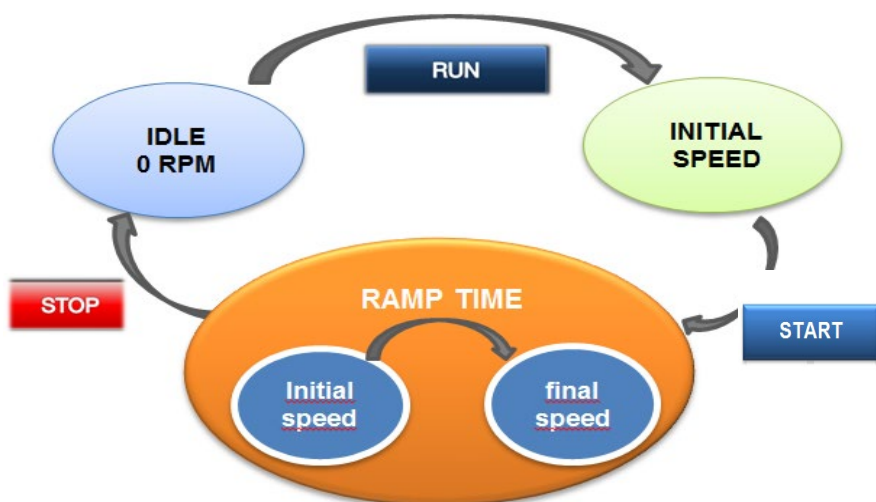 RUN
IDLE
0 RPM
INITIAL
SPEED
STOP
RAMP TIME
START
Initial
speed
final
speed